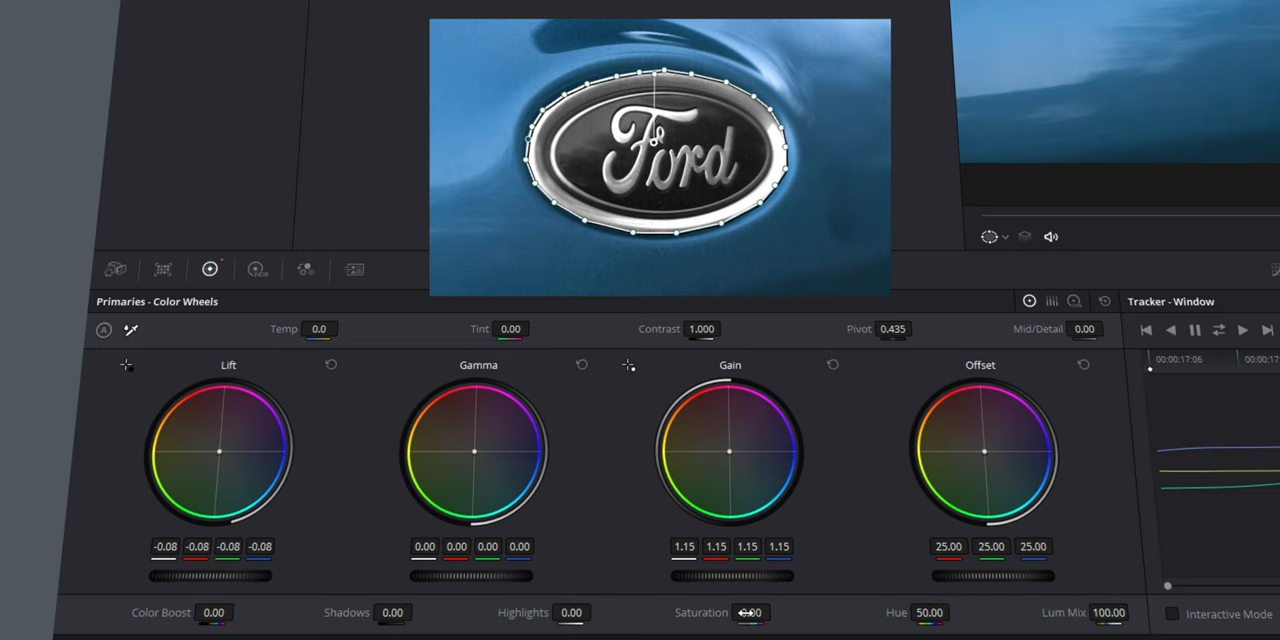 Ford
HDR
Primaries - Color Wheels
Tracker - Window
A
Temp 0.0 Tint 0.00 Contrast 1.000 Pivot 0.435 Mid/Detail 0.00
00:00:17:06
Lift Gamma Gain Offset
-0.08 -0.08 -0.08 -0.08 0.00 0.00 0.00 0.00 1.15 1.15 1.15 1.15 25.00 25.00 25.00
Color Boost 0.00 Shadows 0.00 Highlights 0.00 Saturation Hue 50.00 Lum Mix 100.00 Interactive Mode